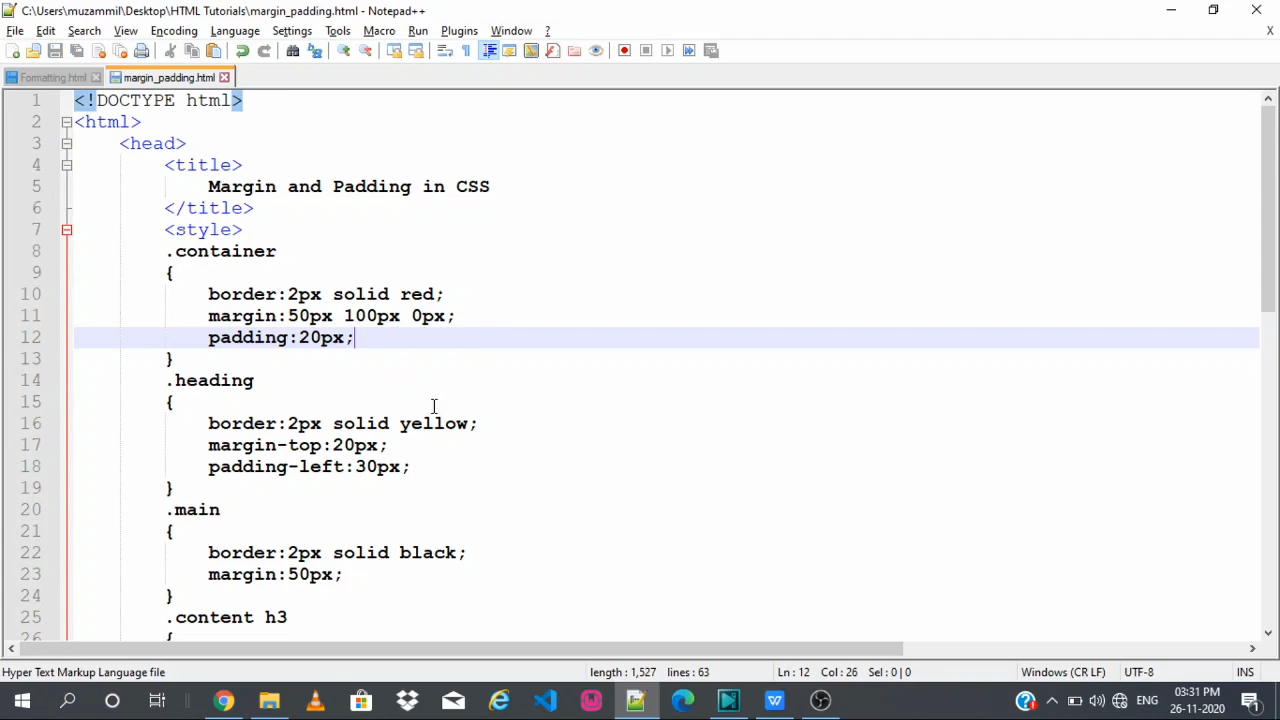 C:\Users\muzammil\Desktop\HTML Tutorials\margin_padding.html - Notepad++
File Edit Search View Encoding Language Settings Tools Macro Run Plugins Window ? X
Formatting.html margin_padding.html
1 <!DOCTYPE html>
2 <html>
3 <head>
4 <title>
5 Margin and Padding in CSS
6 </title>
7 <style>
8 .container
9 {
10 border:2px solid red;
11 margin:50px 100px 0px;
12 padding:20px;
13 }
14 .heading
15 {
16 border:2px solid yellow;
17 margin-top:20px;
18 padding-left:30px;
19 }
20 .main
21 {
22 border:2px solid black;
23 margin:50px;
24 }
25 .content h3
26 {
Hyper Text Markup Language file length : 1,527 lines : 63 Ln : 12 Col : 26 Sel : 0 | 0 Windows (CR LF) UTF-8 INS
ENG 03:31 PM
26-11-2020